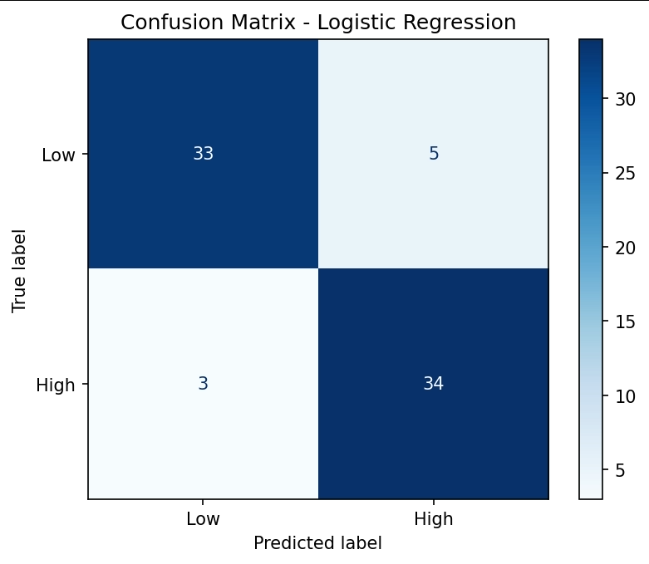 Confusion Matrix - Logistic Regression
True label
Low
33
5
High
3
34
Low
High
Predicted label
30
25
20
15
10
5